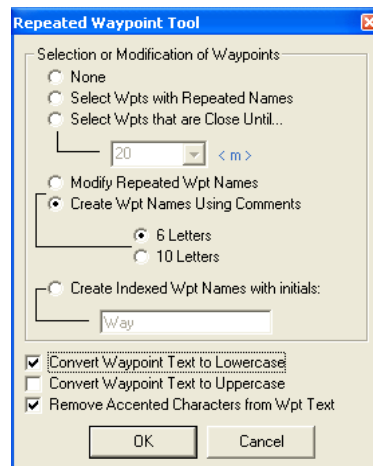 Repeated Waypoint Tool
Selection or Modification of Waypoints
None
Select Wpts with Repeated Names
Select Wpts that are Close Until...
20
< m >
Modify Repeated Wpt Names
Create Wpt Names Using Comments
6 Letters
10 Letters
Create Indexed Wpt Names with initials:
Way
Convert Waypoint Text to Lowercase
Convert Waypoint Text to Uppercase
Remove Accented Characters from Wpt Text
OK
Cancel